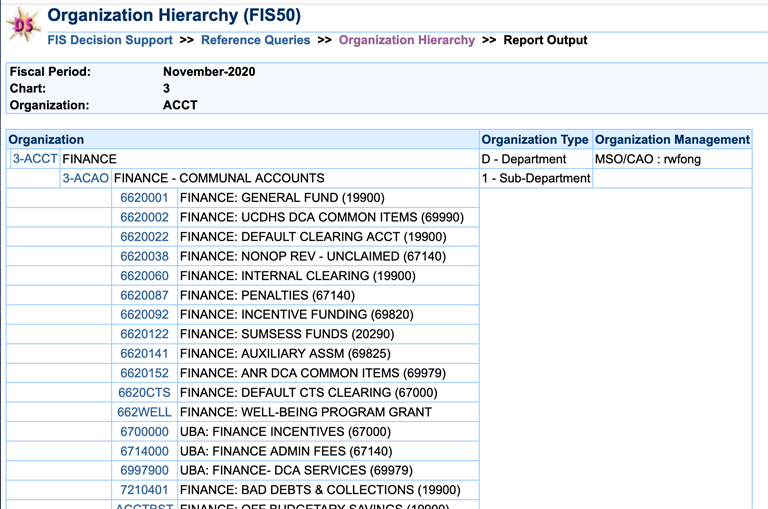 DS
Organization Hierarchy (FIS50)
FIS Decision Support >> Reference Queries >> Organization Hierarchy >> Report Output
Fiscal Period: November-2020
Chart: 3
Organization: ACCT
Organization Organization Type Organization Management
3-ACCT FINANCE D - Department MSO/CAO : rwfong
3-ACAO FINANCE - COMMUNAL ACCOUNTS 1 - Sub-Department
6620001 FINANCE: GENERAL FUND (19900)
6620002 FINANCE: UCDHS DCA COMMON ITEMS (69990)
6620022 FINANCE: DEFAULT CLEARING ACCT (19900)
6620038 FINANCE: NONOP REV - UNCLAIMED (67140)
6620060 FINANCE: INTERNAL CLEARING (19900)
6620087 FINANCE: PENALTIES (67140)
6620092 FINANCE: INCENTIVE FUNDING (69820)
6620122 FINANCE: SUMSESS FUNDS (20290)
6620141 FINANCE: AUXILIARY ASSM (69825)
6620152 FINANCE: ANR DCA COMMON ITEMS (69979)
6620CTS FINANCE: DEFAULT CTS CLEARING (67000)
662WELL FINANCE: WELL-BEING PROGRAM GRANT
6700000 UBA: FINANCE INCENTIVES (67000)
6714000 UBA: FINANCE ADMIN FEES (67140)
6997900 UBA: FINANCE- DCA SERVICES (69979)
7210401 FINANCE: BAD DEBTS & COLLECTIONS (19900)
ACCTBST FINANCE: OFF BUDGETARY SAVINGS (19900)